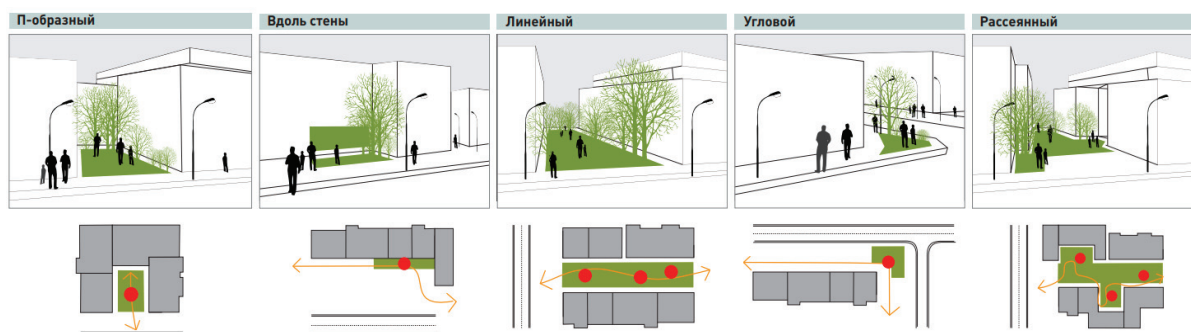 П-образный
Вдоль стены
Линейный
Угловой
Рассеянный